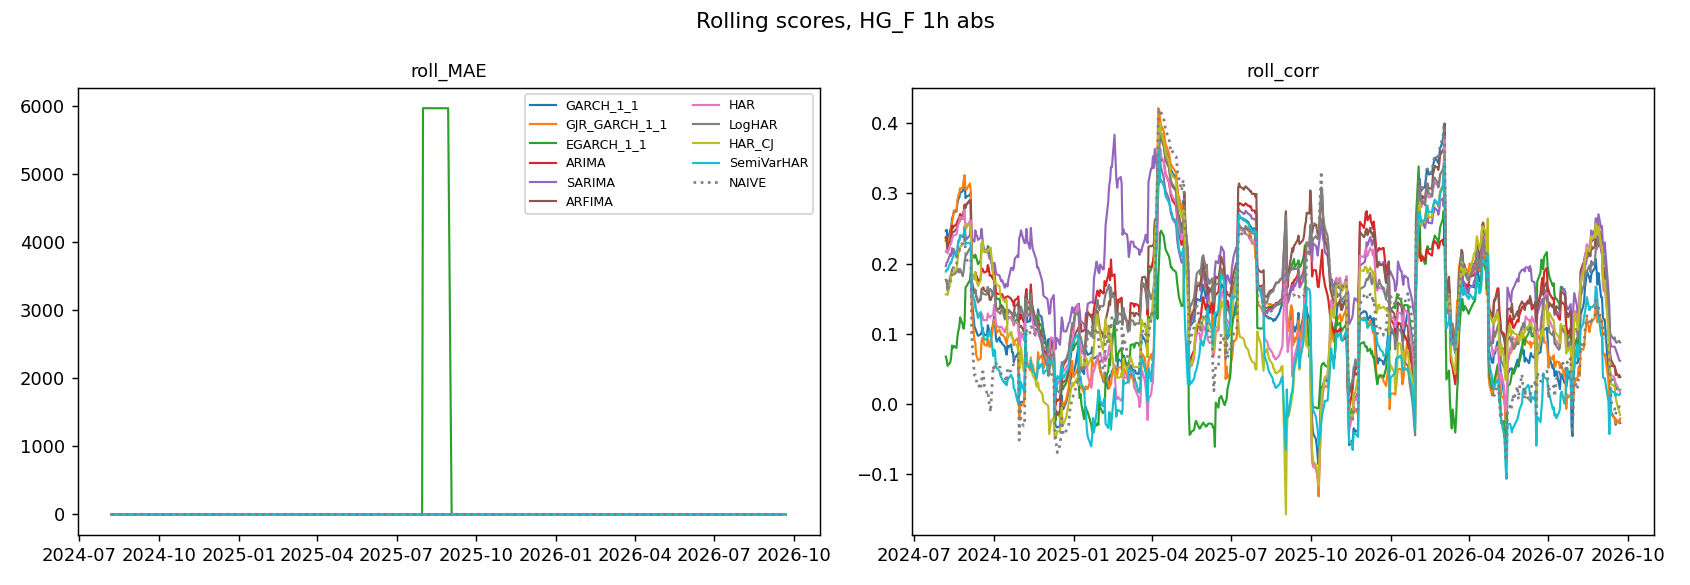 Rolling scores, HG_F 1h abs
roll_MAE
6000
5000
4000
3000
2000
1000
0
2024-07 2024-10 2025-01 2025-04 2025-07 2025-10 2026-01 2026-04 2026-07 2026-10
GARCH_1_1
GJR_GARCH_1_1
EGARCH_1_1
ARIMA
SARIMA
ARFIMA
HAR
LogHAR
HAR_CJ
SemiVarHAR
NAIVE
roll_corr
0.4
0.3
0.2
0.1
0.0
−0.1
2024-07 2024-10 2025-01 2025-04 2025-07 2025-10 2026-01 2026-04 2026-07 2026-10